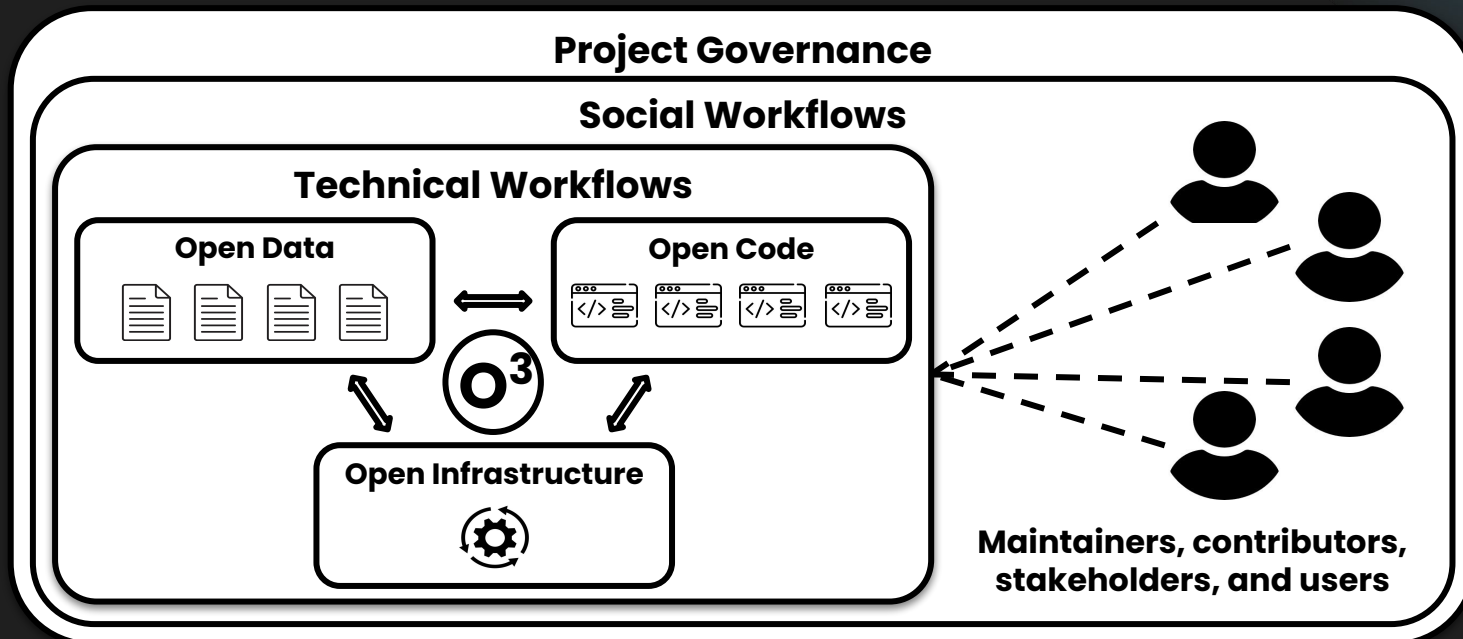 Project Governance
Social Workflows
Technical Workflows
Open Data
Open Code
</> </> </> </>
O³
Open Infrastructure
Maintainers, contributors,
stakeholders, and users